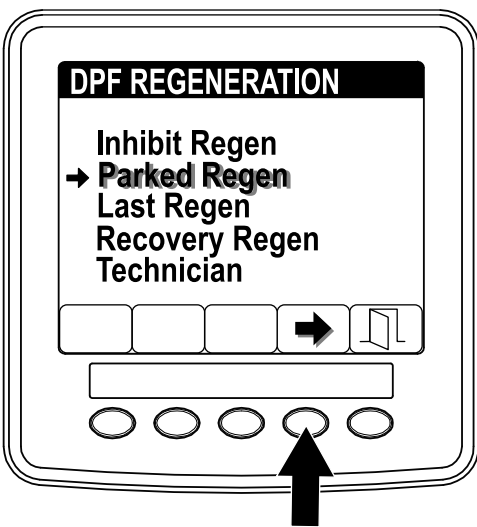 DPF REGENERATION
Inhibit Regen
Parked Regen
Last Regen
Recovery Regen
Technician